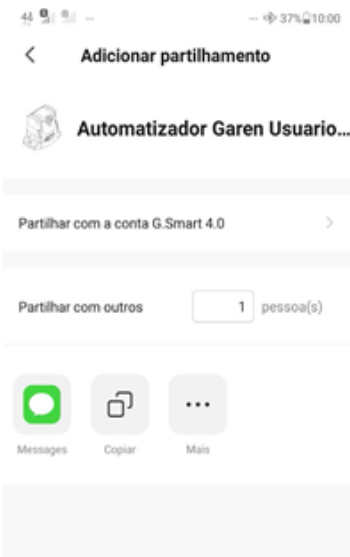 37% 10:00
Adicionar partilhamento
Automatizador Garen Usuario...
Partilhar com a conta G.Smart 4.0
Partilhar com outros 1 pessoa(s)
Messages Copiar Mais